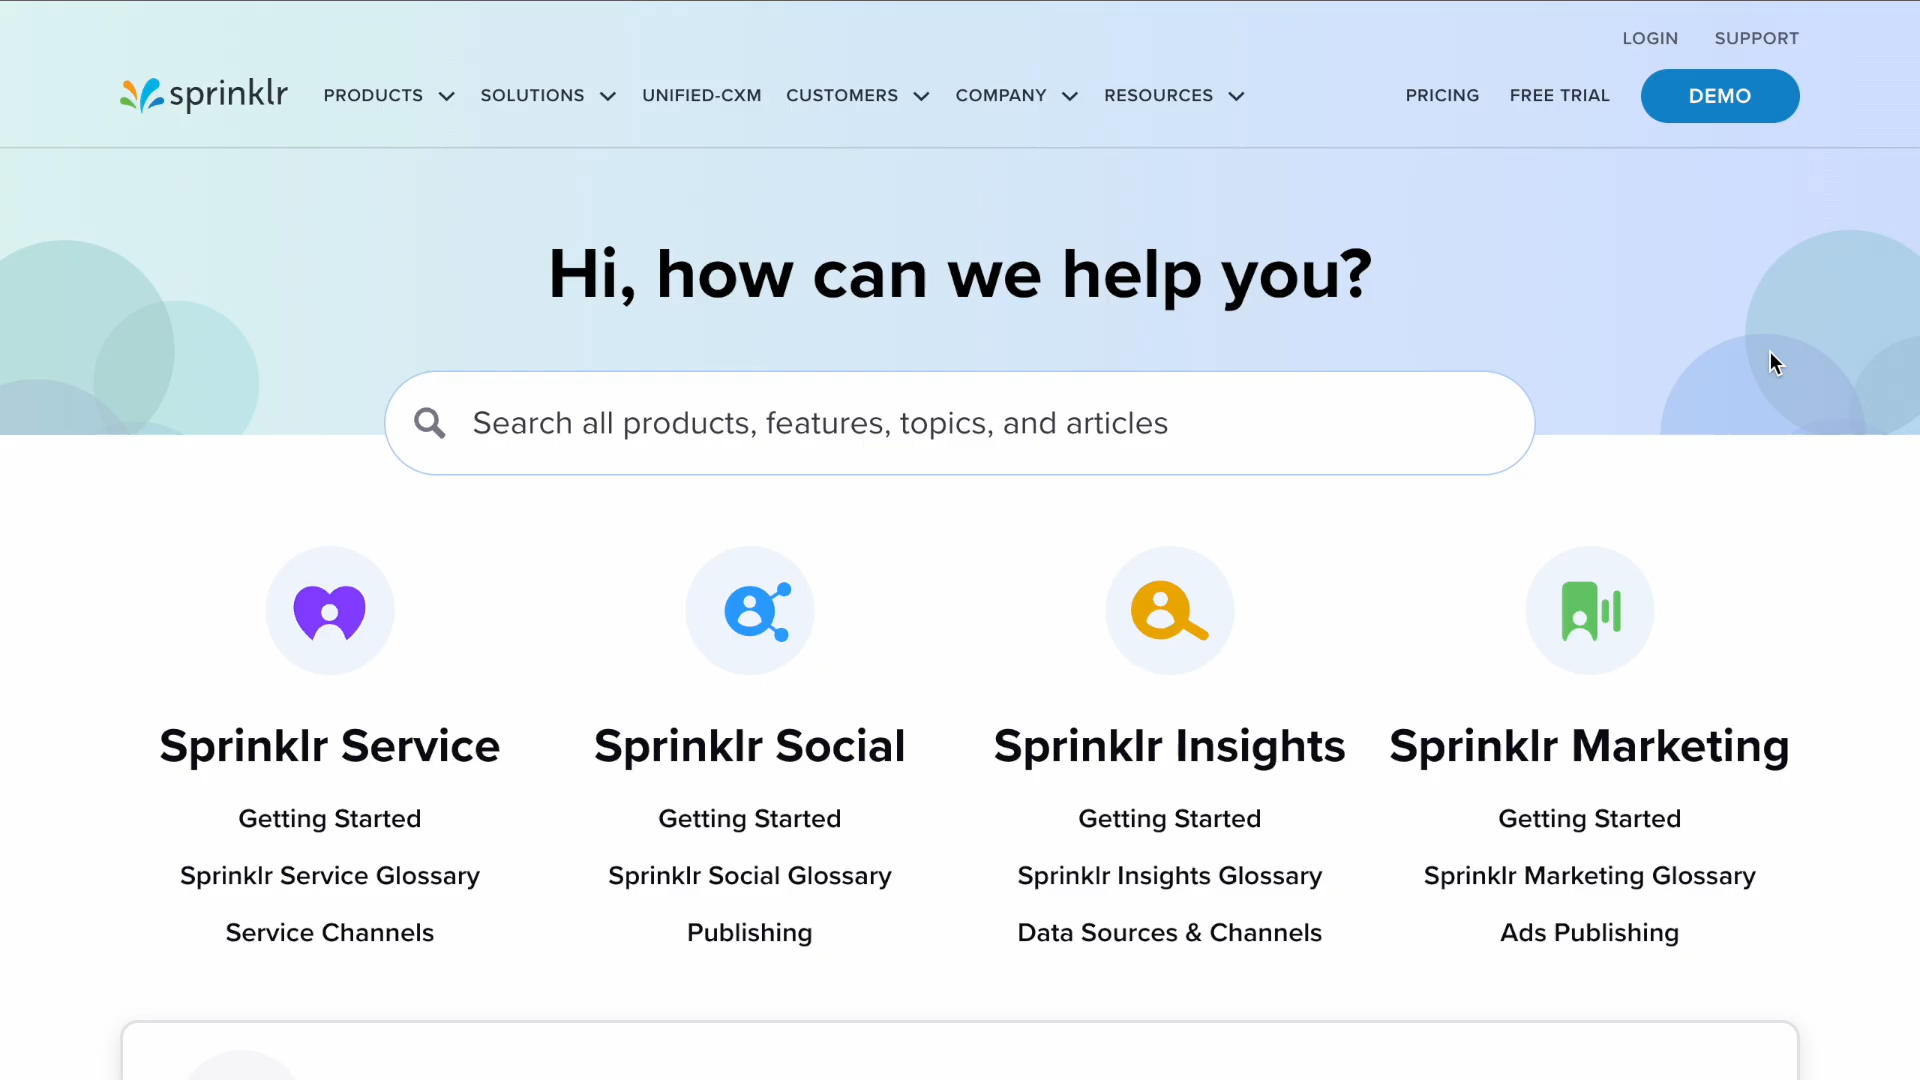 LOGIN SUPPORT
sprinklr PRODUCTS SOLUTIONS UNIFIED-CXM CUSTOMERS COMPANY RESOURCES PRICING FREE TRIAL DEMO
Hi, how can we help you?
Search all products, features, topics, and articles
Sprinklr Service Sprinklr Social Sprinklr Insights Sprinklr Marketing
Getting Started Getting Started Getting Started Getting Started
Sprinklr Service Glossary Sprinklr Social Glossary Sprinklr Insights Glossary Sprinklr Marketing Glossary
Service Channels Publishing Data Sources & Channels Ads Publishing